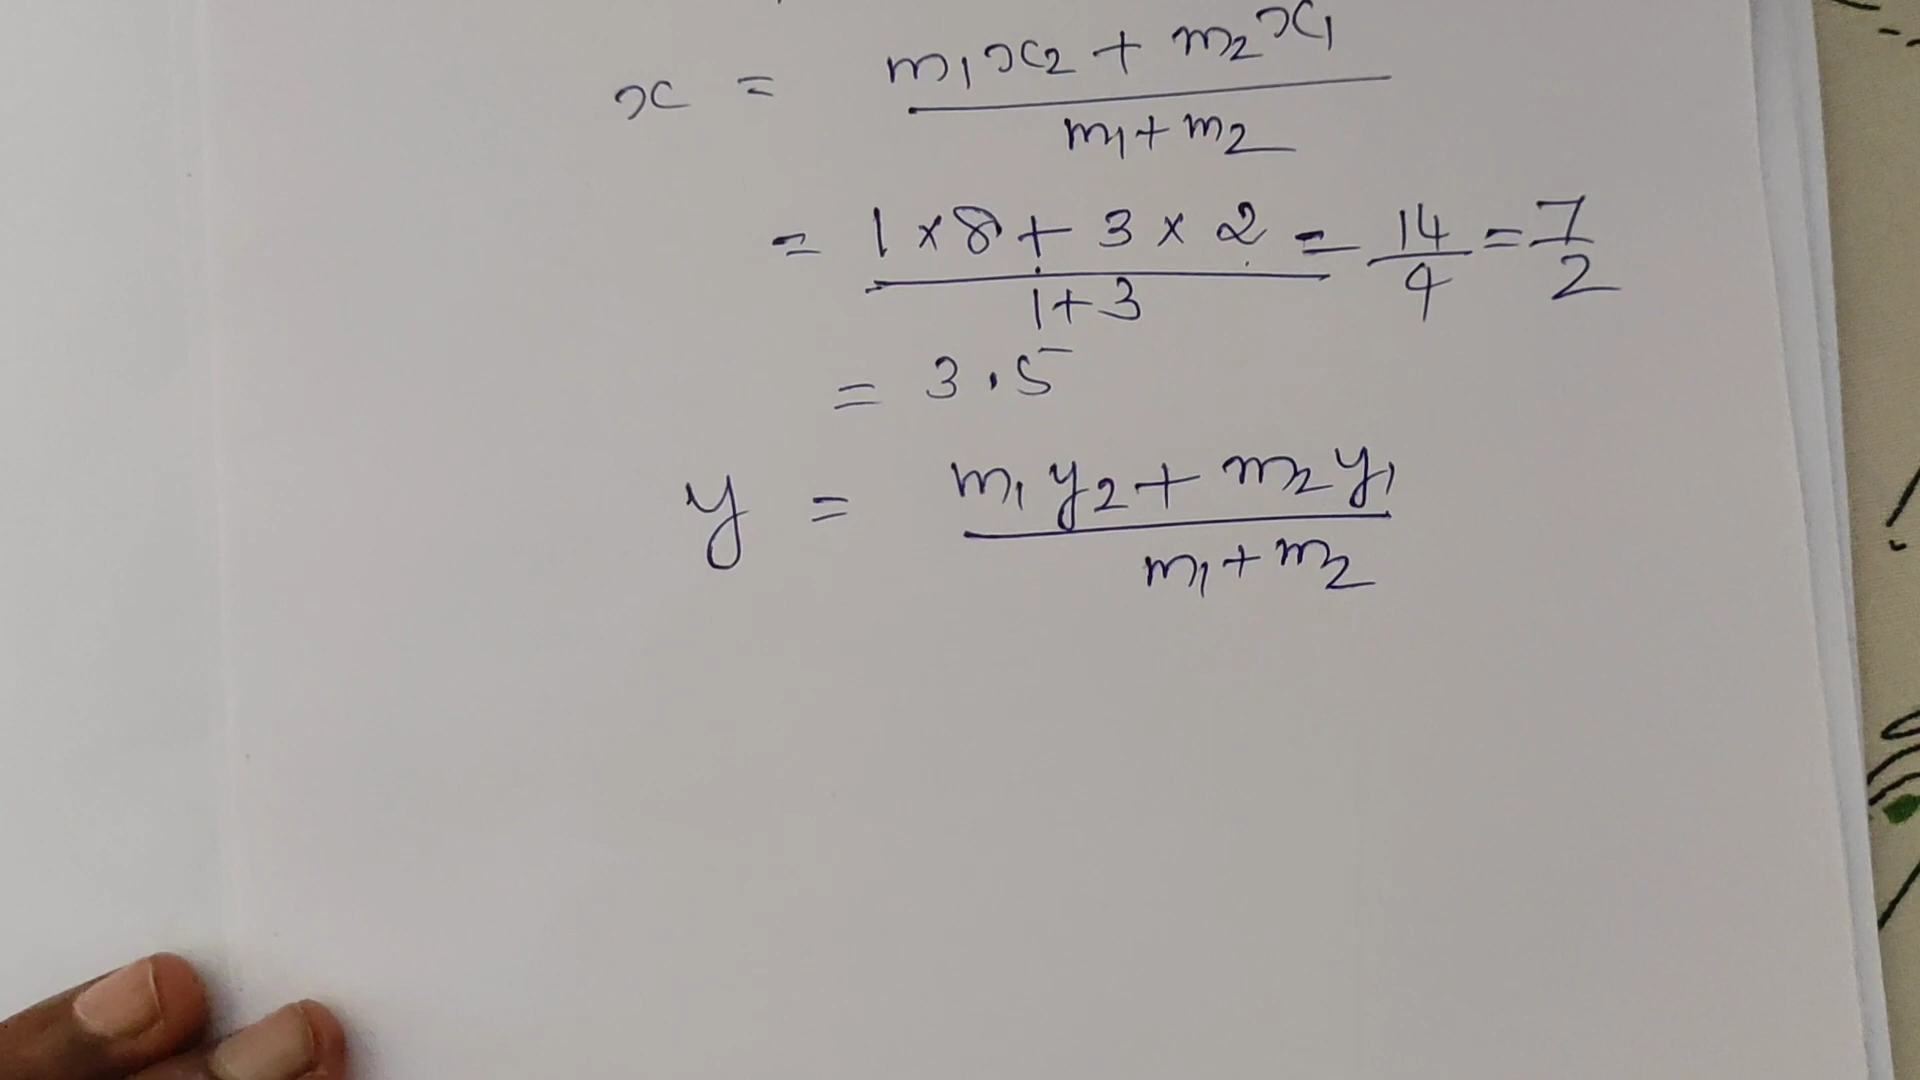 x = m₁x₂ + m₂x₁ / m₁ + m₂
= 1 × 8 + 3 × 2 / 1 + 3 = 14/4 = 7/2
= 3.5
y = m₁y₂ + m₂y₁ / m₁ + m₂